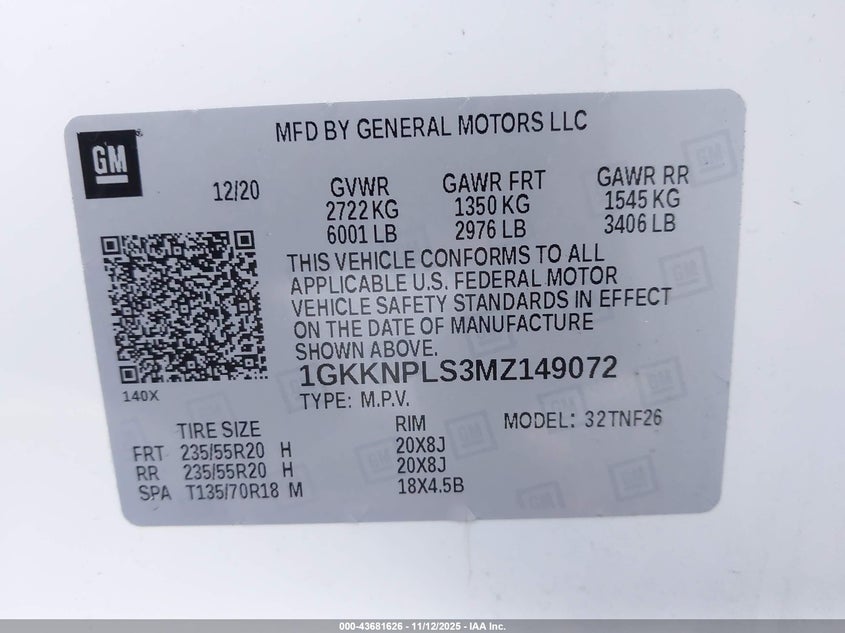 MFD BY GENERAL MOTORS LLC
GM
12/20 GVWR GAWR FRT GAWR RR
2722 KG 1350 KG 1545 KG
6001 LB 2976 LB 3406 LB
THIS VEHICLE CONFORMS TO ALL
APPLICABLE U.S. FEDERAL MOTOR
VEHICLE SAFETY STANDARDS IN EFFECT
ON THE DATE OF MANUFACTURE
SHOWN ABOVE.
1GKKNPLS3MZ149072
140X
TYPE: M.P.V.
TIRE SIZE RIM MODEL: 32TNF26
FRT 235/55R20 H 20X8J
RR 235/55R20 H 20X8J
SPA T135/70R18 M 18X4.5B
000-43681626 - 11/12/2025 - IAA Inc.